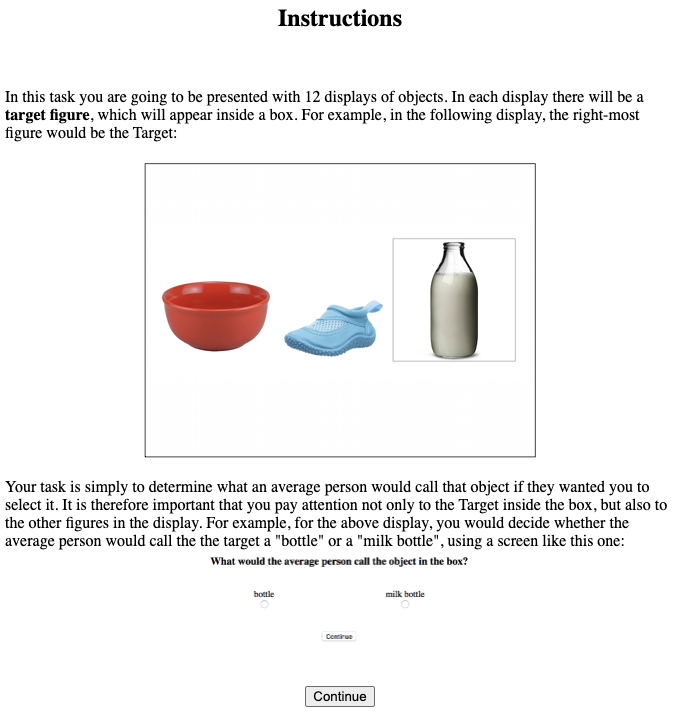 Instructions
In this task you are going to be presented with 12 displays of objects. In each display there will be a
target figure, which will appear inside a box. For example, in the following display, the right-most
figure would be the Target:
Your task is simply to determine what an average person would call that object if they wanted you to
select it. It is therefore important that you pay attention not only to the Target inside the box, but also to
the other figures in the display. For example, for the above display, you would decide whether the
average person would call the the target a "bottle" or a "milk bottle", using a screen like this one:
What would the average person call the object in the box?
bottle milk bottle
Continue
Continue